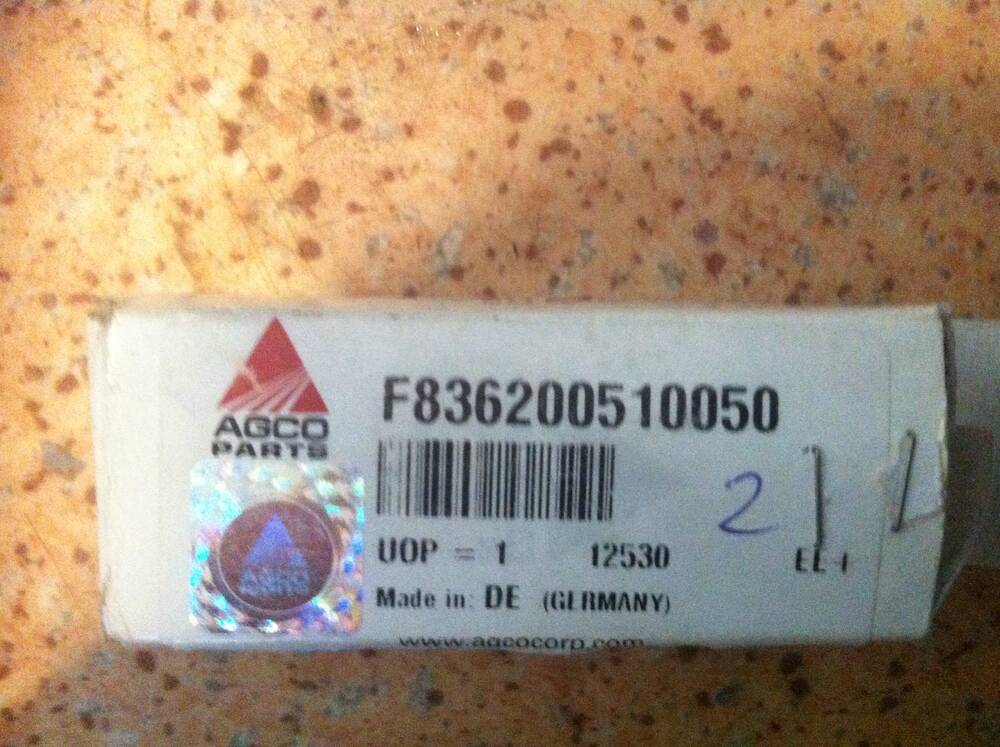 AGCO
PARTS
F836200510050
2
UOP = 1 12530
Made in: DE (GERMANY)
www.agcocorp.com